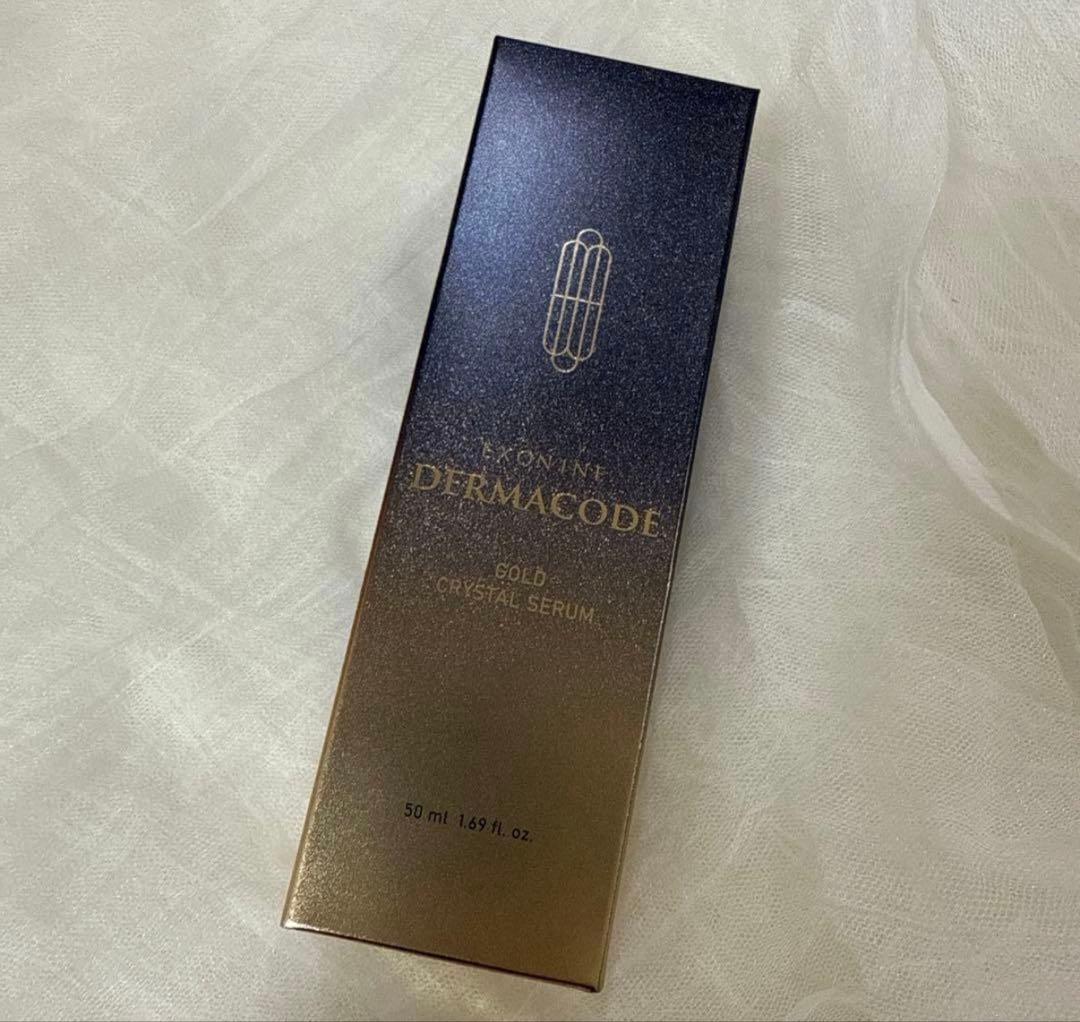 EXONINE
DERMACODE
GOLD
CRYSTAL SERUM
50 ml 1.69 fl. oz.